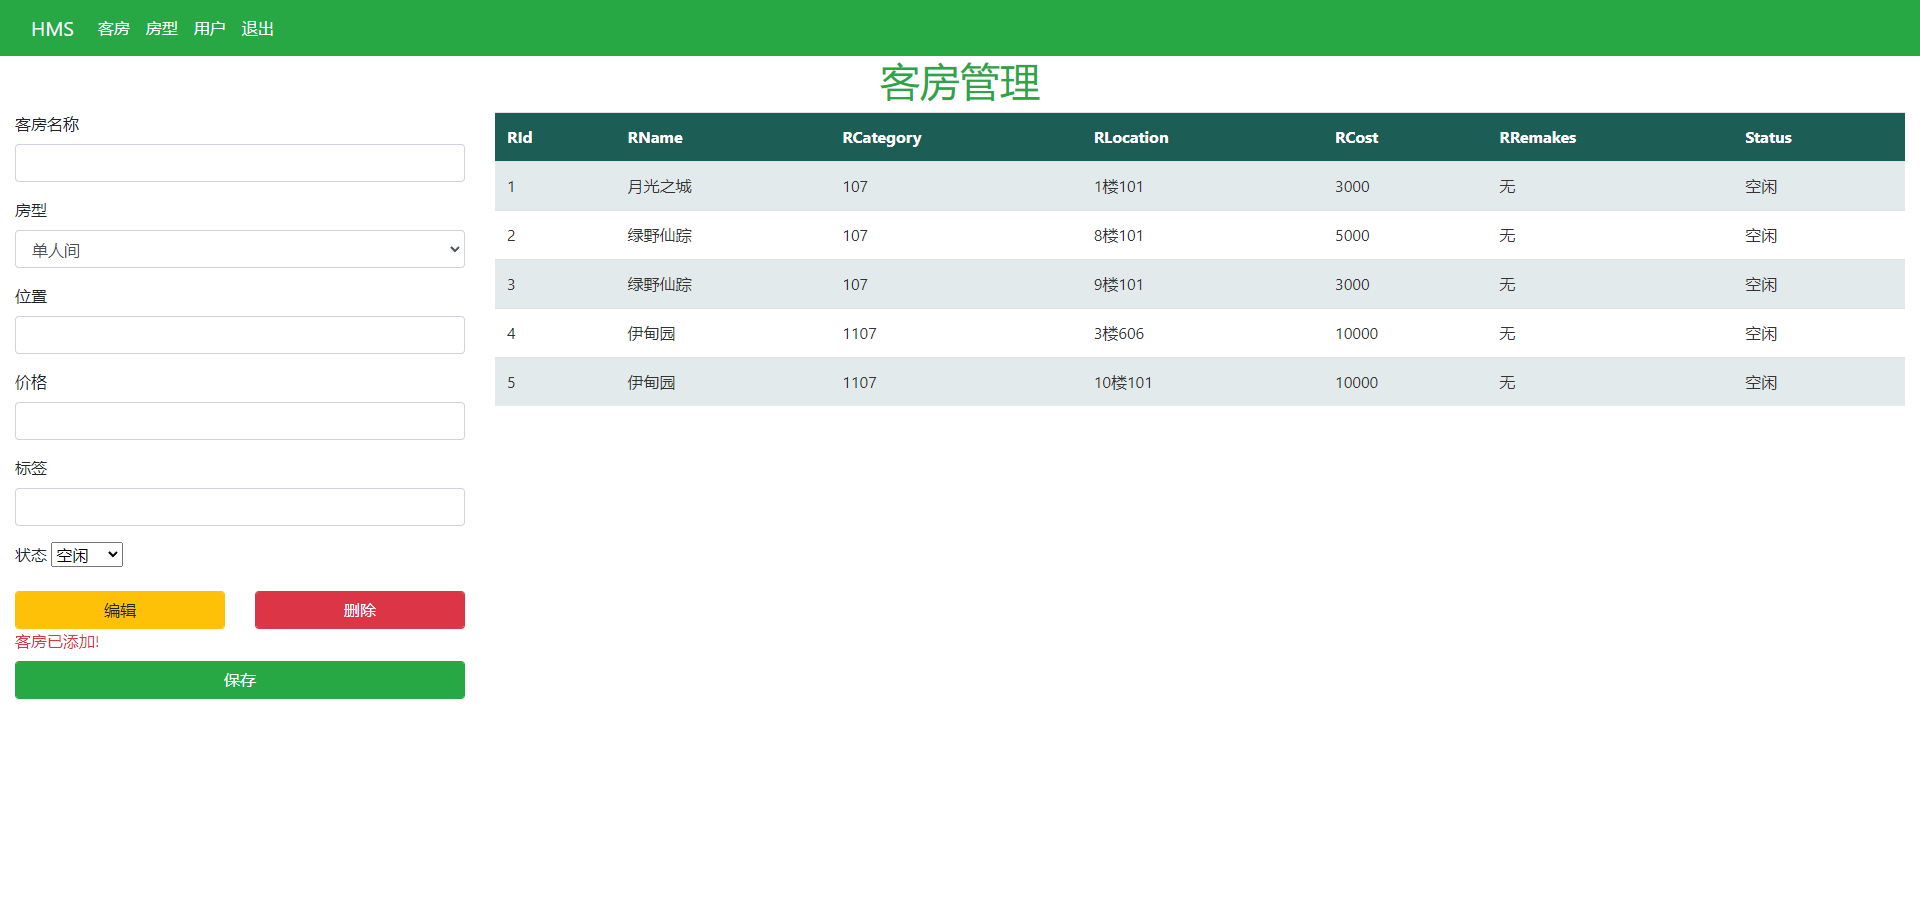 HMS 客房 房型 用户 退出
客房管理
客房名称
房型
单人间
位置
价格
标签
状态 空闲
编辑 删除
客房已添加!
保存
RId RName RCategory RLocation RCost RRemakes Status
1 月光之城 107 1楼101 3000 无 空闲
2 绿野仙踪 107 8楼101 5000 无 空闲
3 绿野仙踪 107 9楼101 3000 无 空闲
4 伊甸园 1107 3楼606 10000 无 空闲
5 伊甸园 1107 10楼101 10000 无 空闲